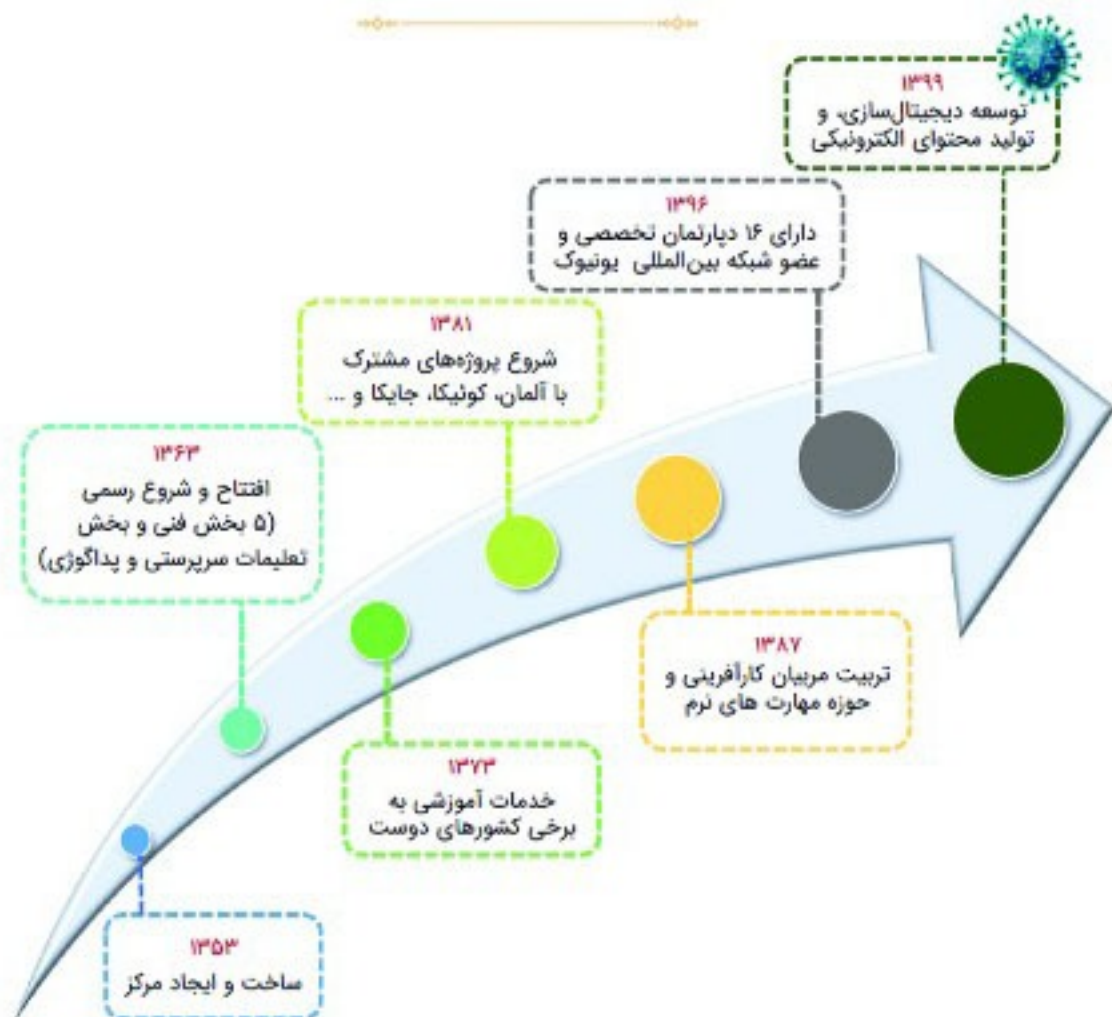 ۱۳۹۹
توسعه دیجیتال‌سازی، و
تولید محتوای الکترونیکی
۱۳۹۶
دارای ۱۶ دپارتمان تخصصی و
عضو شبکه بین‌المللی یونیوک
۱۳۸۱
شروع پروژه‌های مشترک
با آلمان، کوئیکا، جایکا و ...
۱۳۶۳
افتتاح و شروع رسمی
(۵ بخش فنی و بخش
تعلیمات سرپرستی و پداگوژی)
۱۳۸۷
تربیت مربیان کارآفرینی و
حوزه مهارت های نرم
۱۳۷۳
خدمات آموزشی به
برخی کشورهای دوست
۱۳۵۳
ساخت و ایجاد مرکز